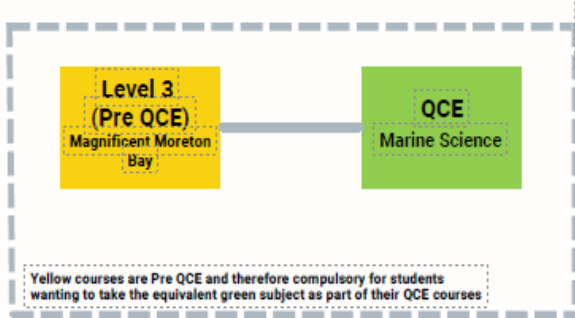 Level 3
(Pre QCE)
Magnificent Moreton
Bay
QCE
Marine Science
Yellow courses are Pre QCE and therefore compulsory for students
wanting to take the equivalent green subject as part of their QCE courses